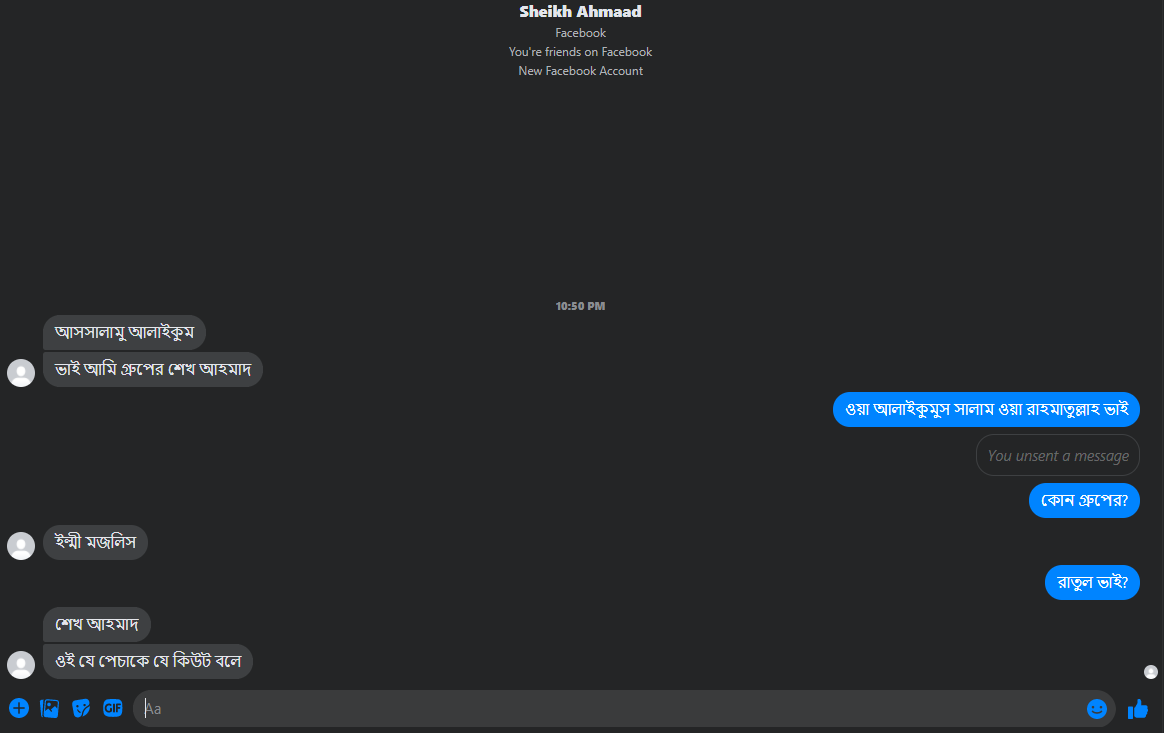 Sheikh Ahmaad
Facebook
You're friends on Facebook
New Facebook Account
10:50 PM
আসসালামু আলাইকুম
ভাই আমি গ্রুপের শেখ আহমাদ
ওয়া আলাইকুমুস সালাম ওয়া রাহমাতুল্লাহ ভাই
You unsent a message
কোন গ্রুপের?
ইল্মী মজলিস
রাতুল ভাই?
শেখ আহমাদ
ওই যে পেচাকে যে কিউট বলে
GIF
Aa